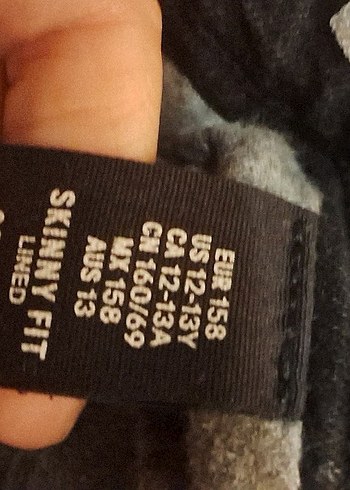 EUR 158
US 12-13Y
CA 12-13A
CN 160/69
MX 158
AUS 13
SKINNY FIT
LINED